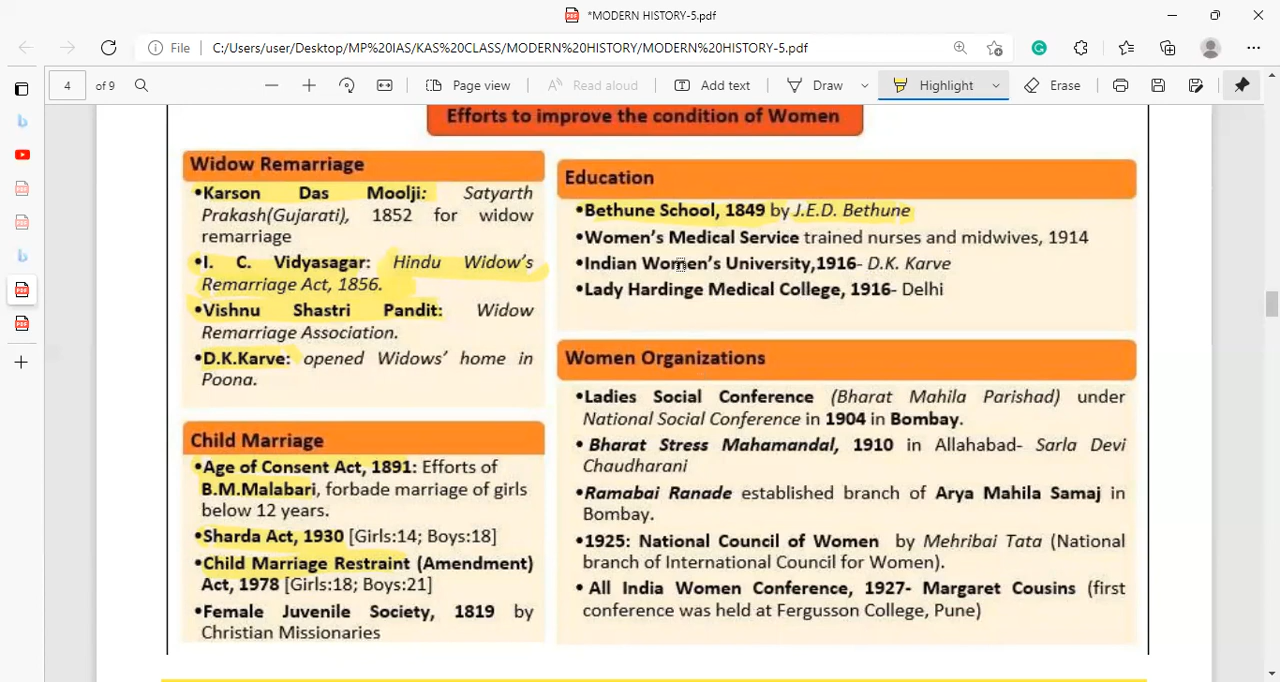 *MODERN HISTORY-5.pdf
File
C:/Users/user/Desktop/MP%20IAS/KAS%20CLASS/MODERN%20HISTORY/MODERN%20HISTORY-5.pdf
4 of 9
Page view
Read aloud
Add text
Draw
Highlight
Erase
Efforts to improve the condition of Women
Widow Remarriage
•Karson Das Moolji: Satyarth
Prakash(Gujarati), 1852 for widow
remarriage
•I. C. Vidyasagar: Hindu Widow's
Remarriage Act, 1856.
•Vishnu Shastri Pandit: Widow
Remarriage Association.
•D.K.Karve: opened Widows' home in
Poona.
Child Marriage
•Age of Consent Act, 1891: Efforts of
B.M.Malabari, forbade marriage of girls
below 12 years.
•Sharda Act, 1930 [Girls:14; Boys:18]
•Child Marriage Restraint (Amendment)
Act, 1978 [Girls:18; Boys:21]
•Female Juvenile Society, 1819 by
Christian Missionaries
Education
•Bethune School, 1849 by J.E.D. Bethune
•Women's Medical Service trained nurses and midwives, 1914
•Indian Women's University,1916- D.K. Karve
•Lady Hardinge Medical College, 1916- Delhi
Women Organizations
•Ladies Social Conference (Bharat Mahila Parishad) under
National Social Conference in 1904 in Bombay.
• Bharat Stress Mahamandal, 1910 in Allahabad- Sarla Devi
Chaudharani
•Ramabai Ranade established branch of Arya Mahila Samaj in
Bombay.
•1925: National Council of Women by Mehribai Tata (National
branch of International Council for Women).
• All India Women Conference, 1927- Margaret Cousins (first
conference was held at Fergusson College, Pune)